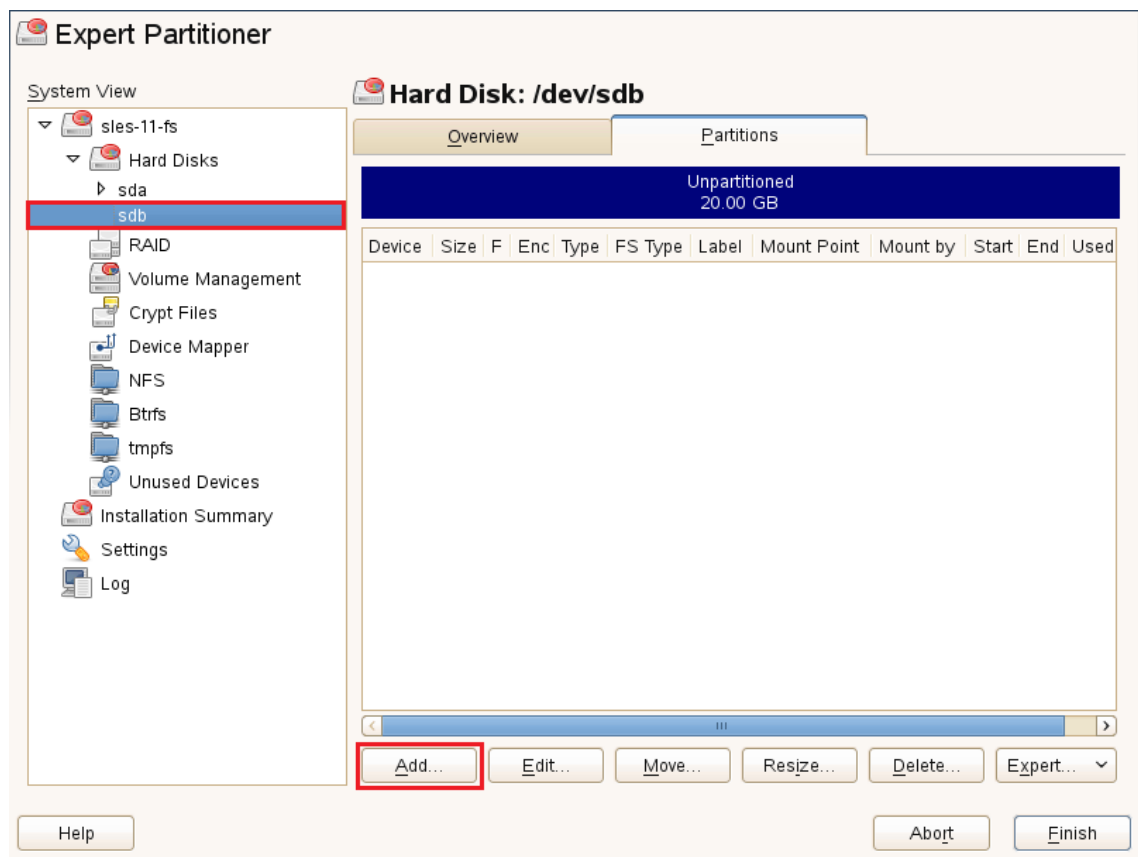 Expert Partitioner
System View
sles-11-fs
Hard Disks
sda
sdb
RAID
Volume Management
Crypt Files
Device Mapper
NFS
Btrfs
tmpfs
Unused Devices
Installation Summary
Settings
Log
Hard Disk: /dev/sdb
Overview Partitions
Unpartitioned
20.00 GB
Device Size F Enc Type FS Type Label Mount Point Mount by Start End Used
Add... Edit... Move... Resize... Delete... Expert...
Help Abort Finish